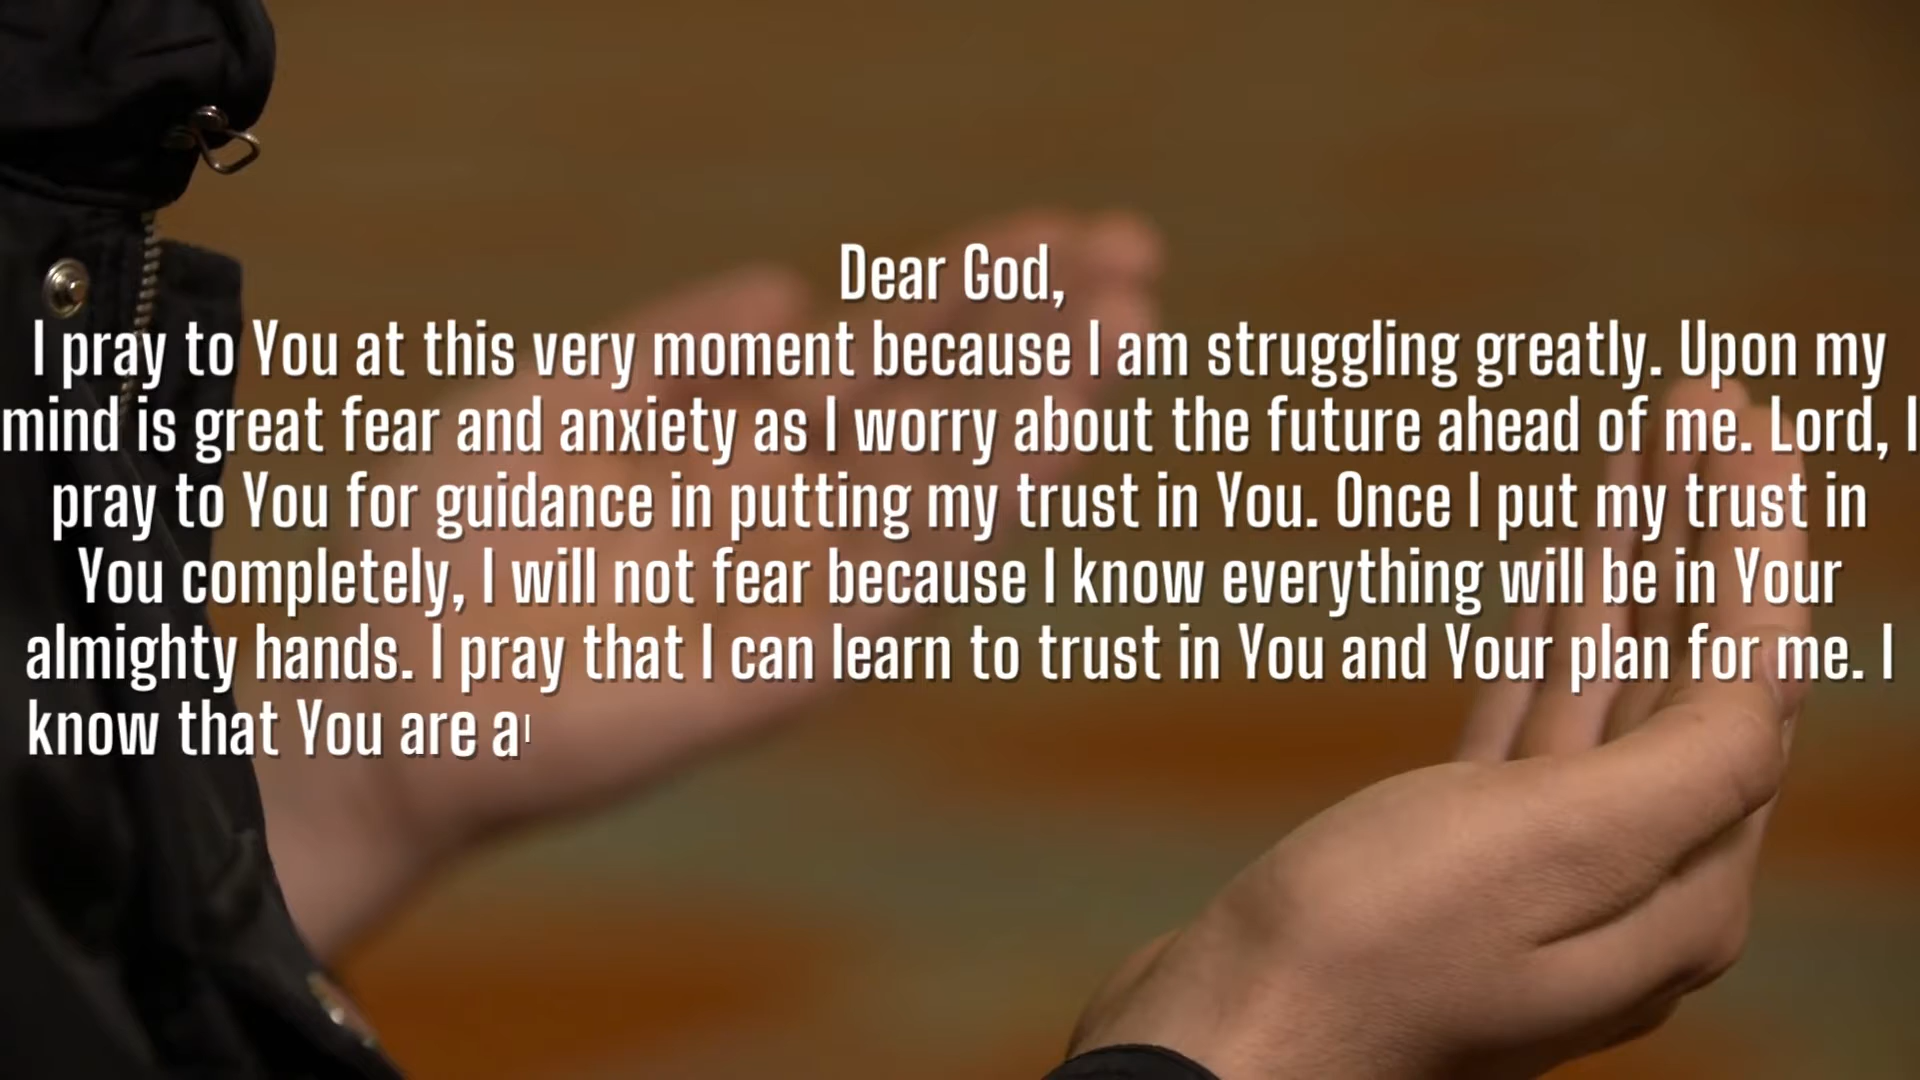 Dear God,
I pray to You at this very moment because I am struggling greatly. Upon my
mind is great fear and anxiety as I worry about the future ahead of me. Lord, I
pray to You for guidance in putting my trust in You. Once I put my trust in
You completely, I will not fear because I know everything will be in Your
almighty hands. I pray that I can learn to trust in You and Your plan for me. I
know that You are a